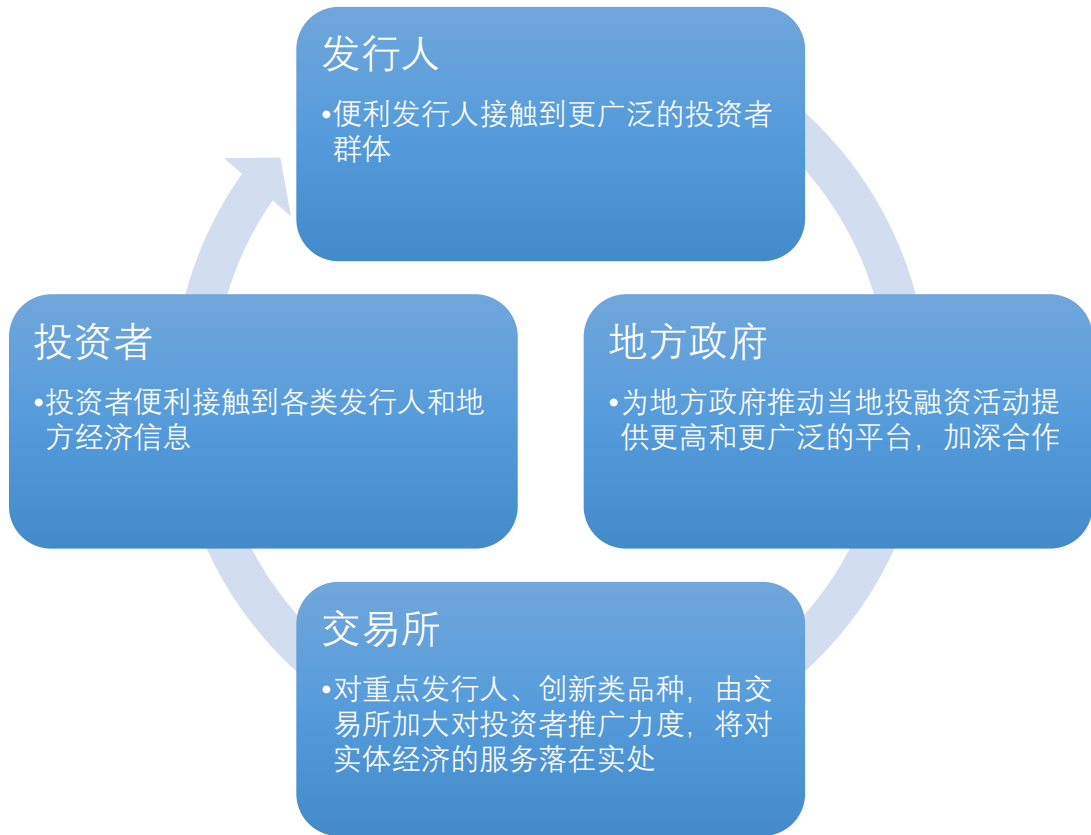 发行人
•便利发行人接触到更广泛的投资者
群体
地方政府
•为地方政府推动当地投融资活动提
供更高和更广泛的平台，加深合作
交易所
•对重点发行人、创新类品种，由交
易所加大对投资者推广力度，将对
实体经济的服务落在实处
投资者
•投资者便利接触到各类发行人和地
方经济信息